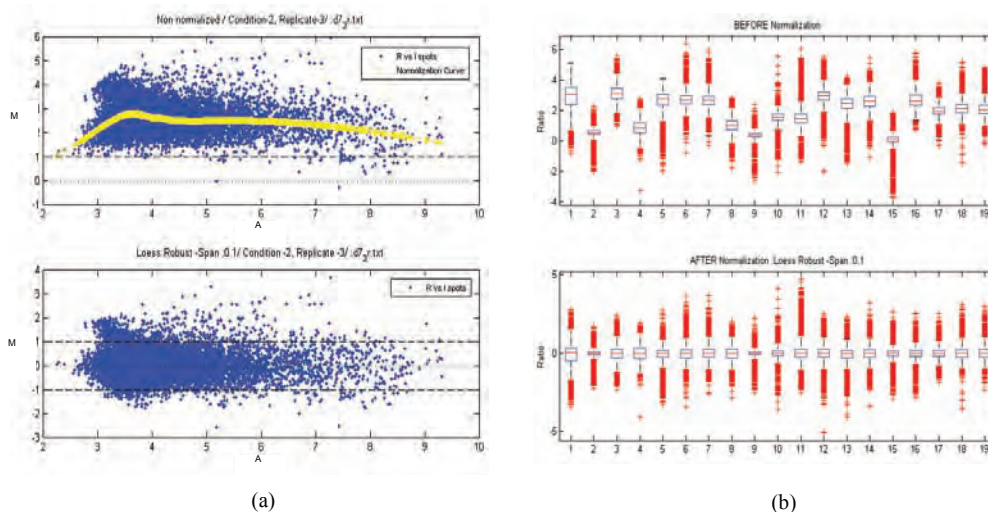 Non normalized / Condition-2, Replicate-3/ :d7_3r.txt
6
5
4
3
2
1
0
-1
M
R vs I spots
Normalization Curve
2 3 4 5 6 7 8 9 10
A
Loess Robust -Span :0.1/ Condition -2, Replicate -3/ :d7_3r.txt
4
3
2
1
0
-1
-2
-3
M
R vs I spots
2 3 4 5 6 7 8 9 10
A
(a)
BEFORE Normalization
6
4
2
0
-2
-4
Ratio
1 2 3 4 5 6 7 8 9 10 11 12 13 14 15 16 17 18 19
AFTER Normalization :Loess Robust -Span :0.1
5
0
-5
Ratio
1 2 3 4 5 6 7 8 9 10 11 12 13 14 15 16 17 18 19
(b)